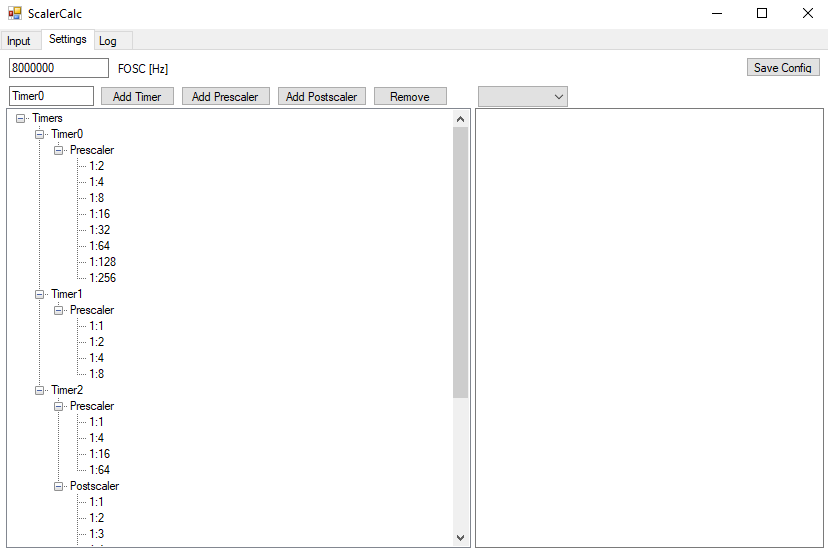 ScalerCalc
Input Settings Log
8000000 FOSC [Hz] Save Config
Timer0 Add Timer Add Prescaler Add Postscaler Remove
Timers
Timer0
Prescaler
1:2
1:4
1:8
1:16
1:32
1:64
1:128
1:256
Timer1
Prescaler
1:1
1:2
1:4
1:8
Timer2
Prescaler
1:1
1:4
1:16
1:64
Postscaler
1:1
1:2
1:3